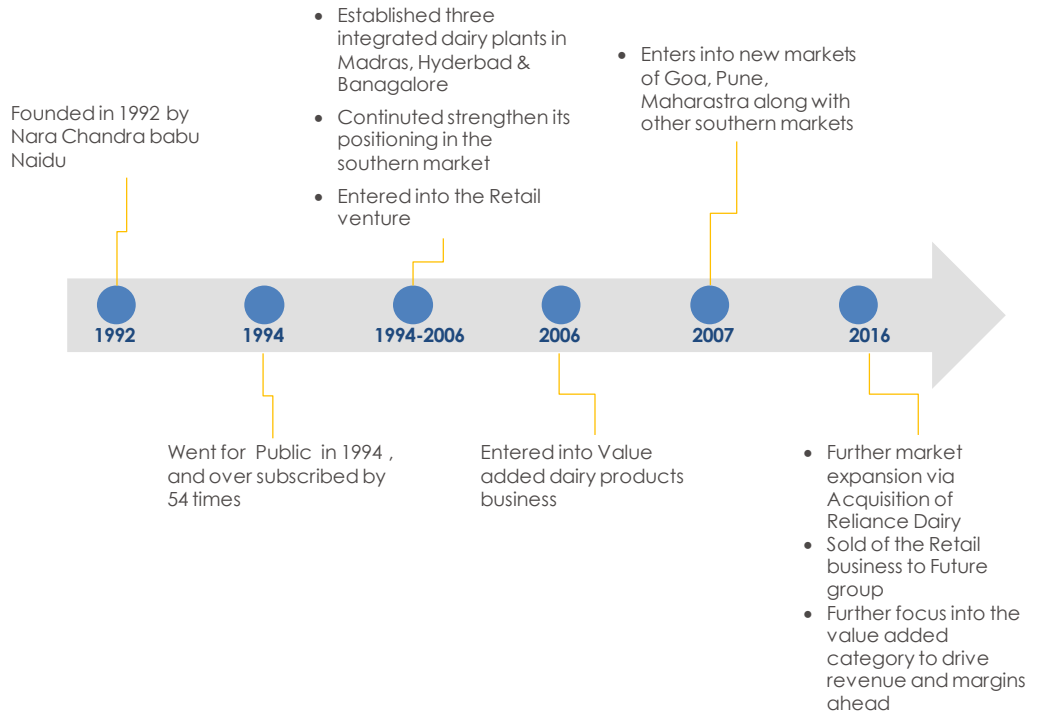 • Established three
integrated dairy plants in
Madras, Hyderbad &
Banagalore
• Continuted strengthen its
positioning in the
southern market
• Entered into the Retail
venture
• Enters into new markets
of Goa, Pune,
Maharastra along with
other southern markets
Founded in 1992 by
Nara Chandra babu
Naidu
1992
1994
1994-2006
2006
2007
2016
Went for Public in 1994 ,
and over subscribed by
54 times
Entered into Value
added dairy products
business
• Further market
expansion via
Acquisition of
Reliance Dairy
• Sold of the Retail
business to Future
group
• Further focus into the
value added
category to drive
revenue and margins
ahead